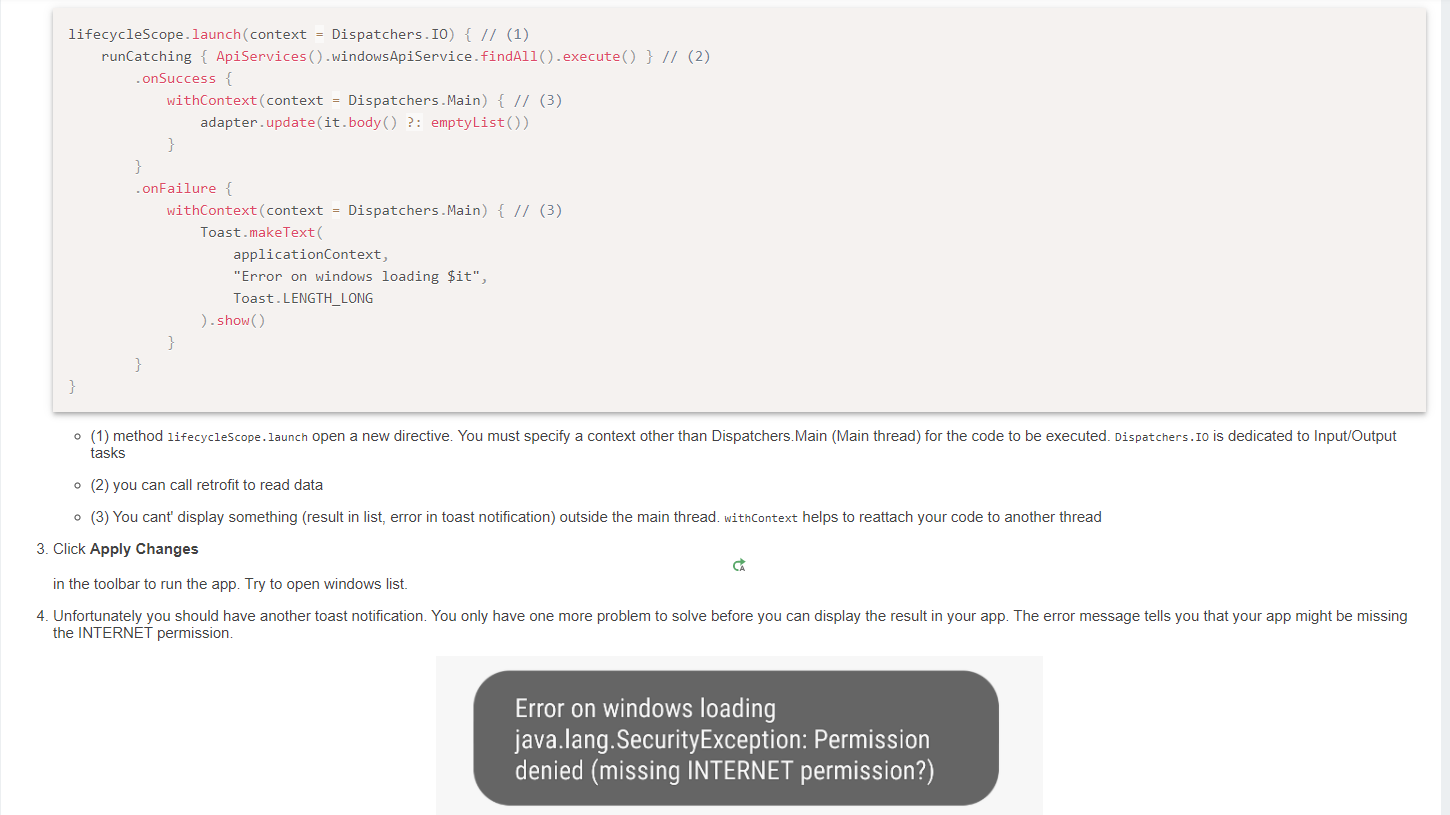 lifecycleScope.launch(context = Dispatchers.IO) { // (1)
    runCatching { ApiServices().windowsApiService.findAll().execute() } // (2)
        .onSuccess {
            withContext(context = Dispatchers.Main) { // (3)
                adapter.update(it.body() ?: emptyList())
            }
        }
        .onFailure {
            withContext(context = Dispatchers.Main) { // (3)
                Toast.makeText(
                    applicationContext,
                    "Error on windows loading $it",
                    Toast.LENGTH_LONG
                ).show()
            }
        }
}
(1) method lifecycleScope.launch open a new directive. You must specify a context other than Dispatchers.Main (Main thread) for the code to be executed. Dispatchers.IO is dedicated to Input/Output
tasks
(2) you can call retrofit to read data
(3) You cant' display something (result in list, error in toast notification) outside the main thread. withContext helps to reattach your code to another thread
3. Click Apply Changes
A
in the toolbar to run the app. Try to open windows list.
4. Unfortunately you should have another toast notification. You only have one more problem to solve before you can display the result in your app. The error message tells you that your app might be missing
the INTERNET permission.
Error on windows loading
java.lang.SecurityException: Permission
denied (missing INTERNET permission?)